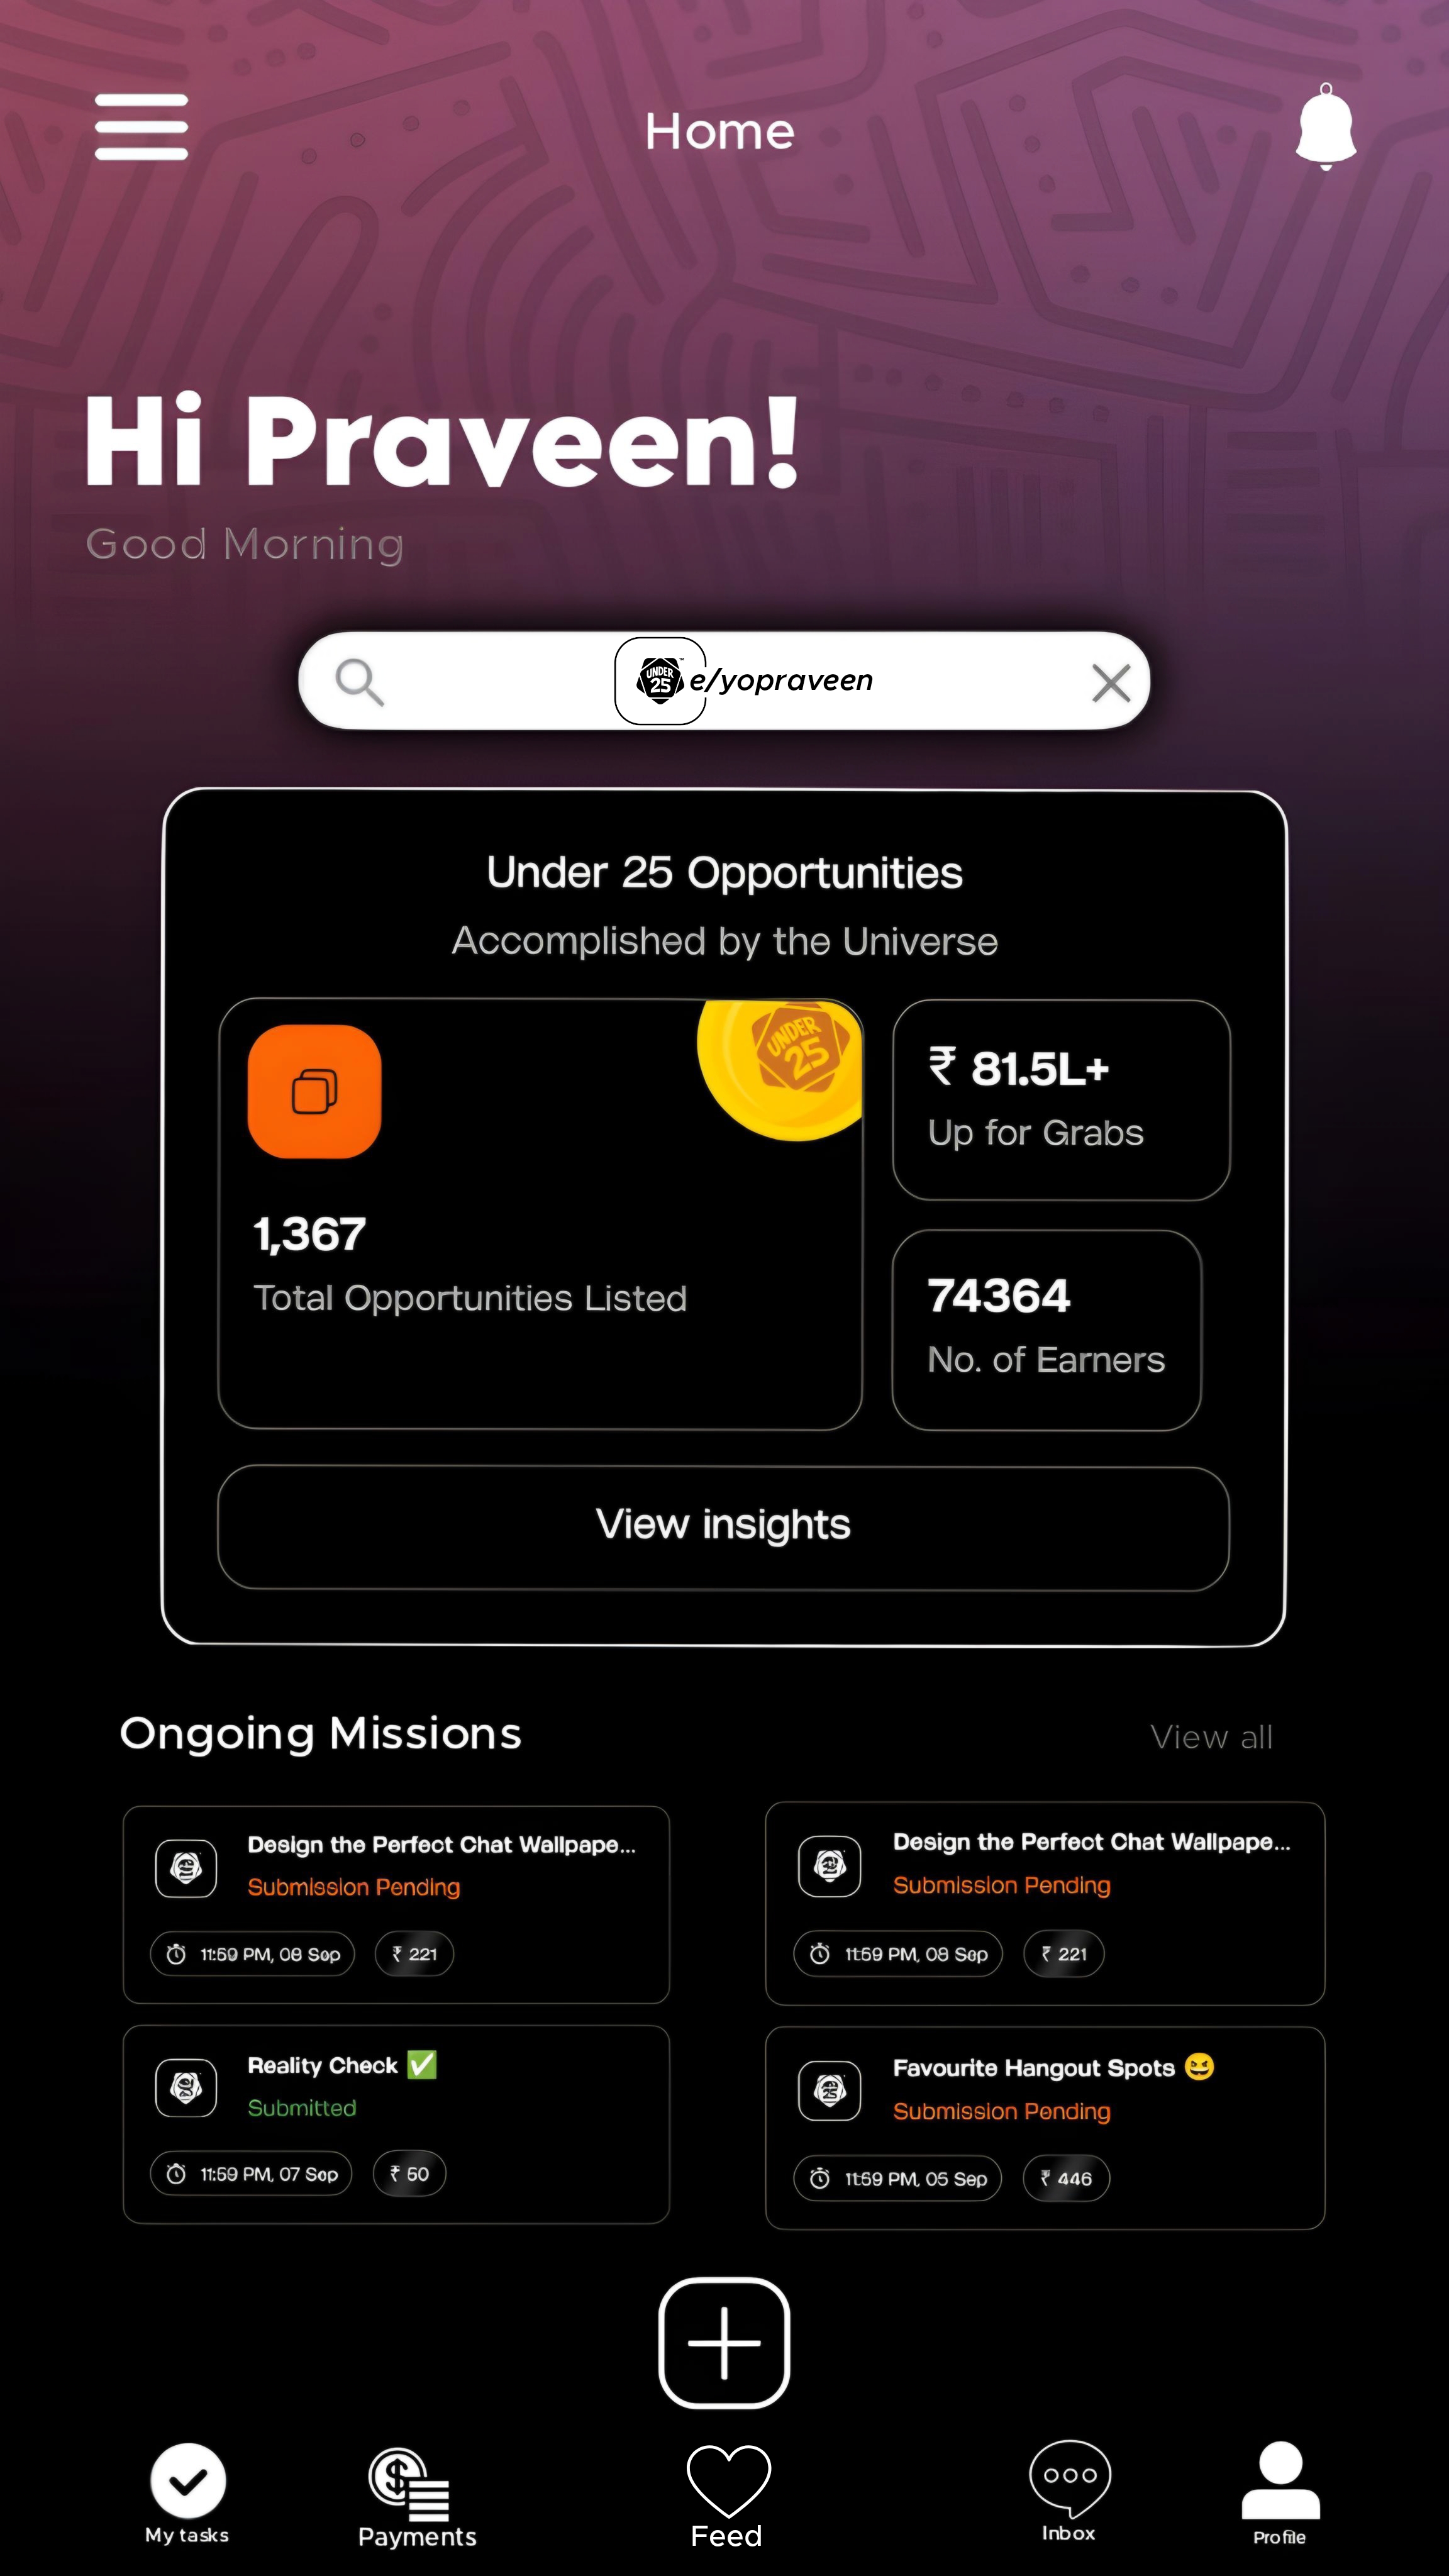 Home
Hi Praveen!
Good Morning
UNDER 25 e/yopraveen
Under 25 Opportunities
Accomplished by the Universe
UNDER 25
1,367
Total Opportunities Listed
₹ 81.5L+
Up for Grabs
74364
No. of Earners
View insights
Ongoing Missions
View all
Design the Perfect Chat Wallpape...
Submission Pending
11:59 PM, 08 Sep
₹ 221
Design the Perfect Chat Wallpape...
Submission Pending
11:59 PM, 08 Sep
₹ 221
Reality Check ✅
Submitted
11:59 PM, 07 Sep
₹ 50
Favourite Hangout Spots 😆
Submission Pending
11:59 PM, 05 Sep
₹ 446
My tasks
Payments
Feed
Inbox
Profile